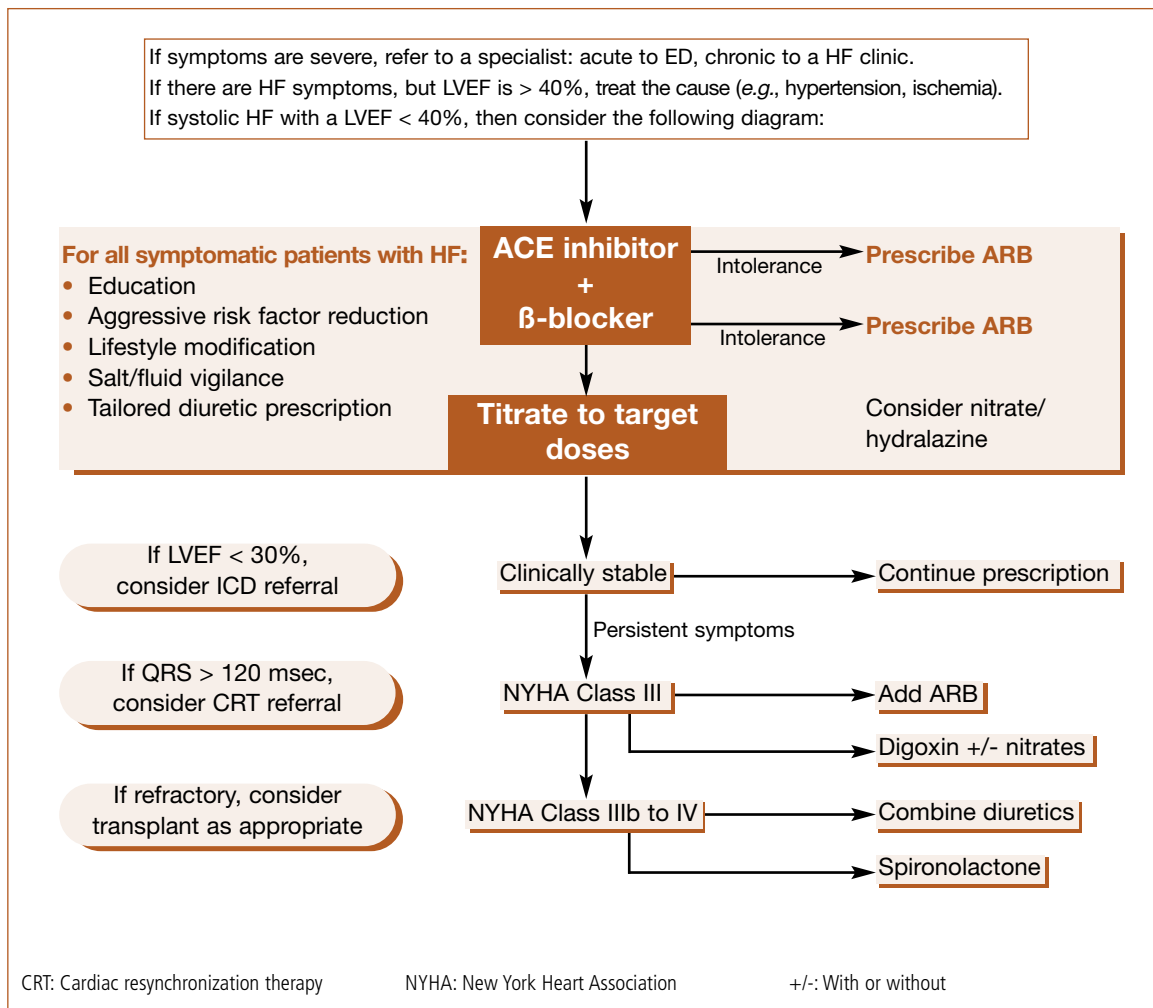 If symptoms are severe, refer to a specialist: acute to ED, chronic to a HF clinic.
If there are HF symptoms, but LVEF is > 40%, treat the cause (e.g., hypertension, ischemia).
If systolic HF with a LVEF < 40%, then consider the following diagram:
For all symptomatic patients with HF:
• Education
• Aggressive risk factor reduction
• Lifestyle modification
• Salt/fluid vigilance
• Tailored diuretic prescription
ACE inhibitor
+
ß-blocker
Intolerance
Prescribe ARB
Intolerance
Prescribe ARB
Titrate to target
doses
Consider nitrate/
hydralazine
If LVEF < 30%,
consider ICD referral
Clinically stable
Continue prescription
Persistent symptoms
If QRS > 120 msec,
consider CRT referral
NYHA Class III
Add ARB
Digoxin +/- nitrates
If refractory, consider
transplant as appropriate
NYHA Class IIIb to IV
Combine diuretics
Spironolactone
CRT: Cardiac resynchronization therapy
NYHA: New York Heart Association
+/-: With or without